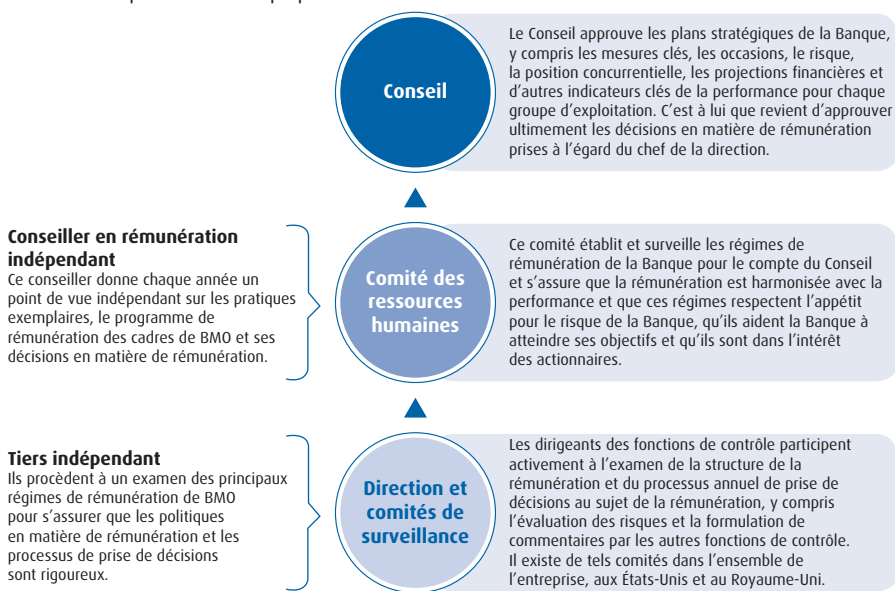 Conseil
Le Conseil approuve les plans stratégiques de la Banque,
y compris les mesures clés, les occasions, le risque,
la position concurrentielle, les projections financières et
d'autres indicateurs clés de la performance pour chaque
groupe d'exploitation. C'est à lui que revient d'approuver
ultimement les décisions en matière de rémunération
prises à l'égard du chef de la direction.
Conseiller en rémunération
indépendant
Ce conseiller donne chaque année un
point de vue indépendant sur les pratiques
exemplaires, le programme de
rémunération des cadres de BMO et ses
décisions en matière de rémunération.
Comité des
ressources
humaines
Ce comité établit et surveille les régimes de
rémunération de la Banque pour le compte du Conseil
et s'assure que la rémunération est harmonisée avec la
performance et que ces régimes respectent l'appétit
pour le risque de la Banque, qu'ils aident la Banque à
atteindre ses objectifs et qu'ils sont dans l'intérêt
des actionnaires.
Tiers indépendant
Ils procèdent à un examen des principaux
régimes de rémunération de BMO
pour s'assurer que les politiques
en matière de rémunération et les
processus de prise de décisions
sont rigoureux.
Direction et
comités de
surveillance
Les dirigeants des fonctions de contrôle participent
activement à l'examen de la structure de la
rémunération et du processus annuel de prise de
décisions au sujet de la rémunération, y compris
l'évaluation des risques et la formulation de
commentaires par les autres fonctions de contrôle.
Il existe de tels comités dans l'ensemble de
l'entreprise, aux États-Unis et au Royaume-Uni.